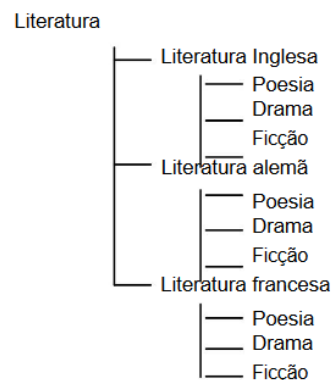 Literatura
Literatura Inglesa
Poesia
Drama
Ficção
Literatura alemã
Poesia
Drama
Ficção
Literatura francesa
Poesia
Drama
Ficção